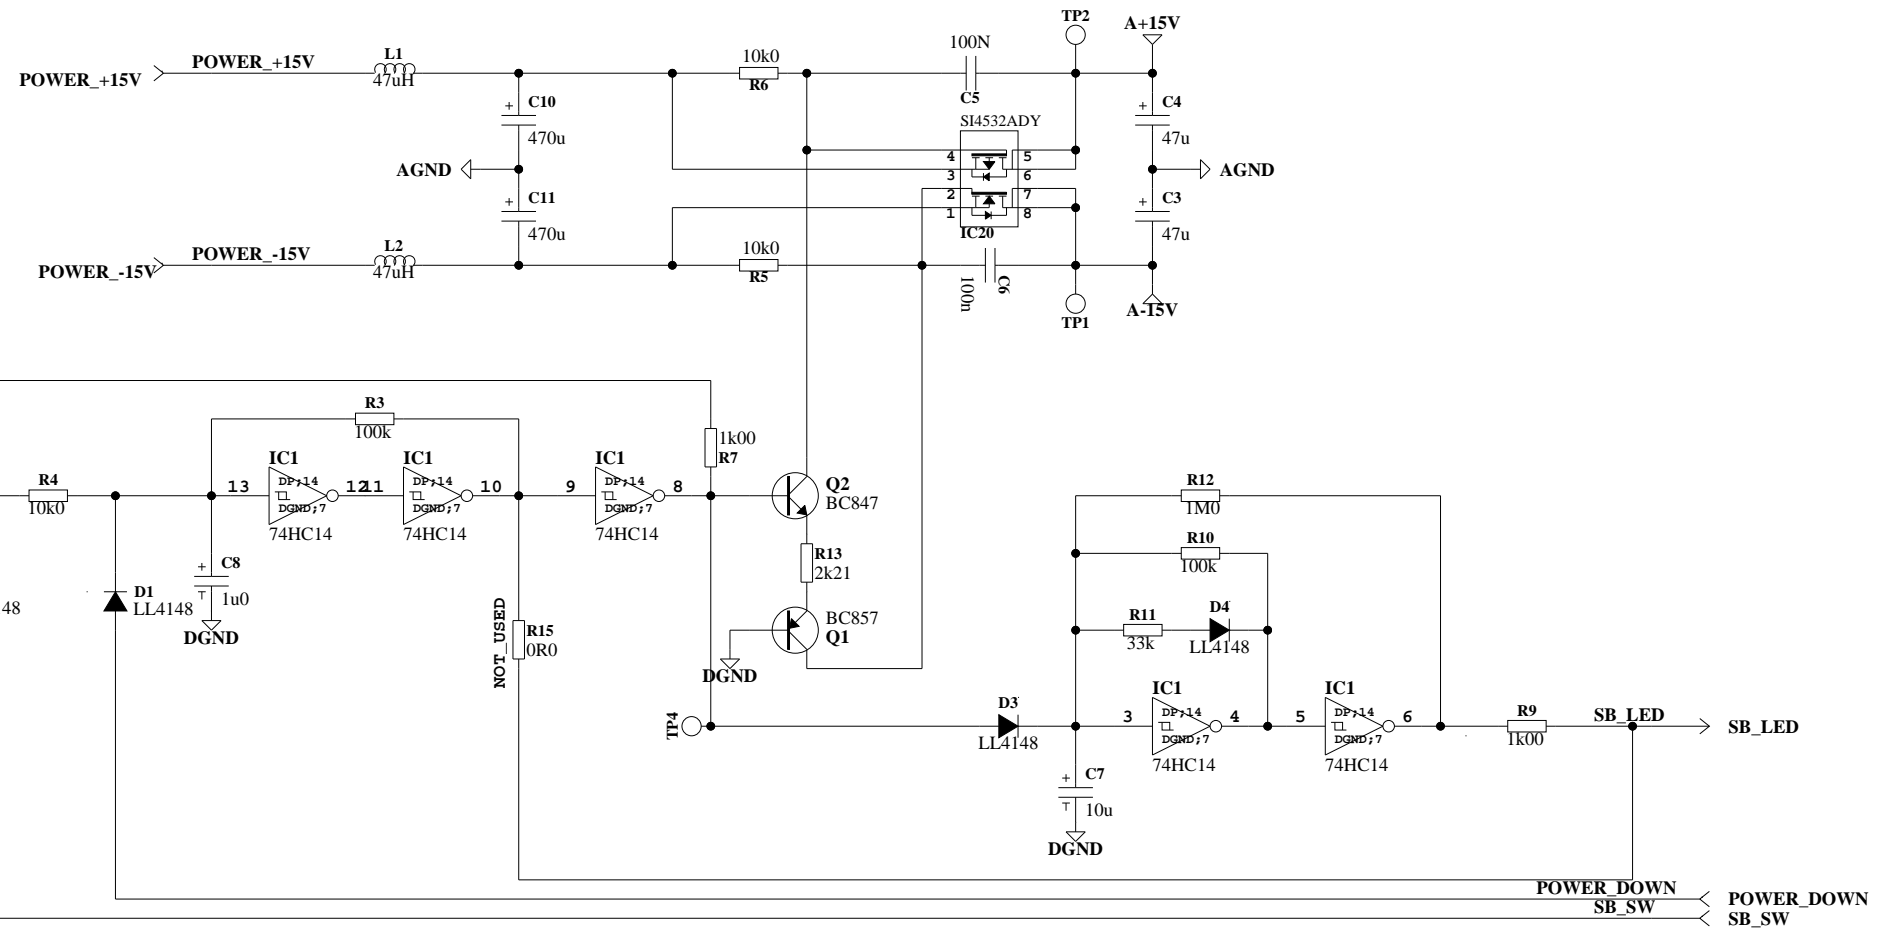 TP2
A+15V
100N
L1
POWER_+15V
POWER_+15V
47uH
10k0
R6
C5
C10
+
470u
SI4532ADY
C4
+
47u
4 5
3 6
2 7
1 8
AGND
AGND
C11
+
470u
C3
+
47u
IC20
L2
POWER_-15V
POWER_-15V
47uH
10k0
R5
C6
100n
TP1
A-15V
R3
100k
1k00
R7
R4
10k0
IC1
DP;14
DGND;7
74HC14
13 12
IC1
DP;14
DGND;7
74HC14
11 10
IC1
DP;14
DGND;7
74HC14
9 8
Q2
BC847
R12
1M0
R10
100k
C8
+
T
1u0
DGND
D1
LL4148
48
R13
2k21
BC857
Q1
DGND
NOT_USED
R15
0R0
R11
33k
D4
LL4148
TP4
D3
LL4148
IC1
DP;14
DGND;7
74HC14
3 4
IC1
DP;14
DGND;7
74HC14
5 6
R9
1k00
SB_LED
SB_LED
C7
+
T
10u
DGND
POWER_DOWN
POWER_DOWN
SB_SW
SB_SW